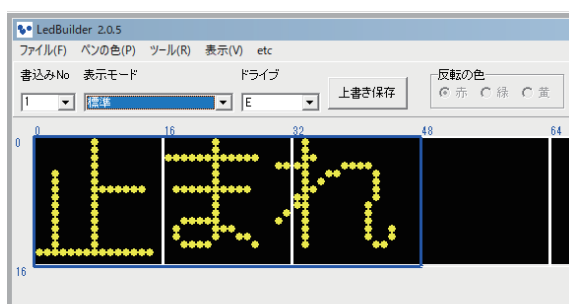 LedBuilder 2.0.5
ファイル(F) ペンの色(P) ツール(R) 表示(V) etc
書込みNo 表示モード ドライブ 反転の色
1 標準 E 上書き保存 赤 緑 黄
0 16 32 48 64
0
止まれ
16